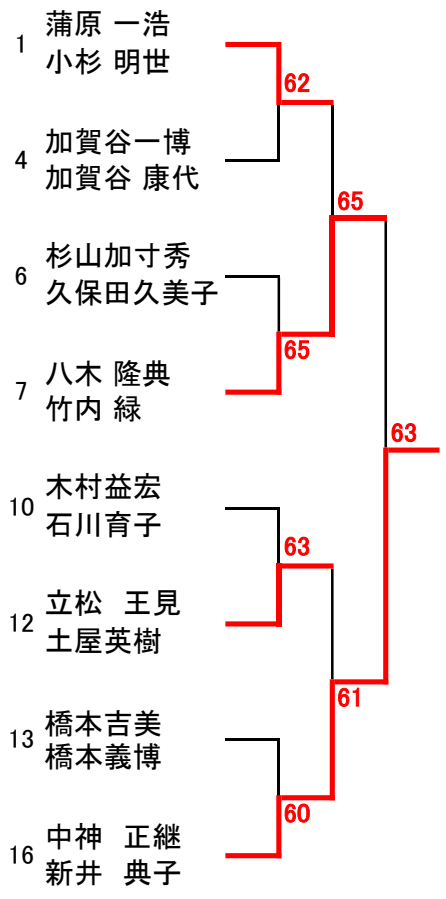 1
蒲原 一浩
小杉 明世
62
4
加賀谷一博
加賀谷 康代
65
6
杉山加寸秀
久保田久美子
65
7
八木 隆典
竹内 緑
63
10
木村益宏
石川育子
63
12
立松 王見
土屋英樹
61
13
橋本吉美
橋本義博
60
16
中神 正継
新井 典子